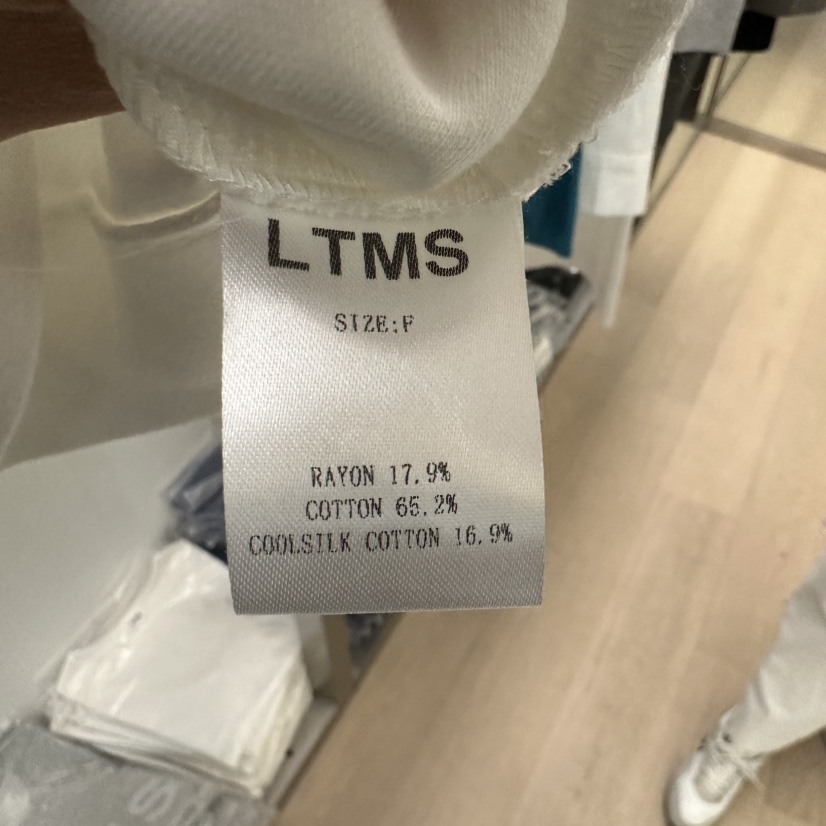 LTMS
SIZE:F
RAYON 17.9%
COTTON 65.2%
COOLSILK COTTON 16.9%